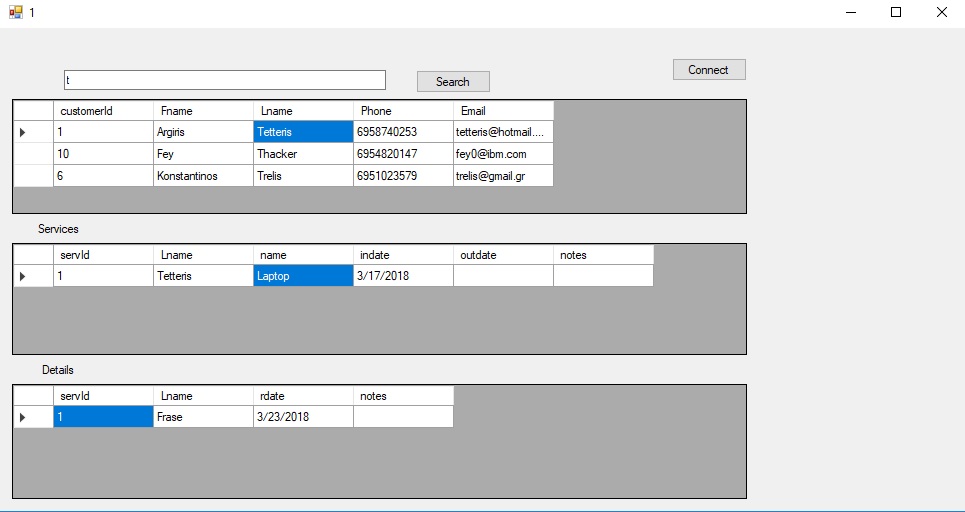 1
Connect
t Search
customerId Fname Lname Phone Email
1 Argiris Tetteris 6958740253 tetteris@hotmail....
10 Fey Thacker 6954820147 fey0@ibm.com
6 Konstantinos Trelis 6951023579 trelis@gmail.gr
Services
servId Lname name indate outdate notes
1 Tetteris Laptop 3/17/2018
Details
servId Lname rdate notes
1 Frase 3/23/2018